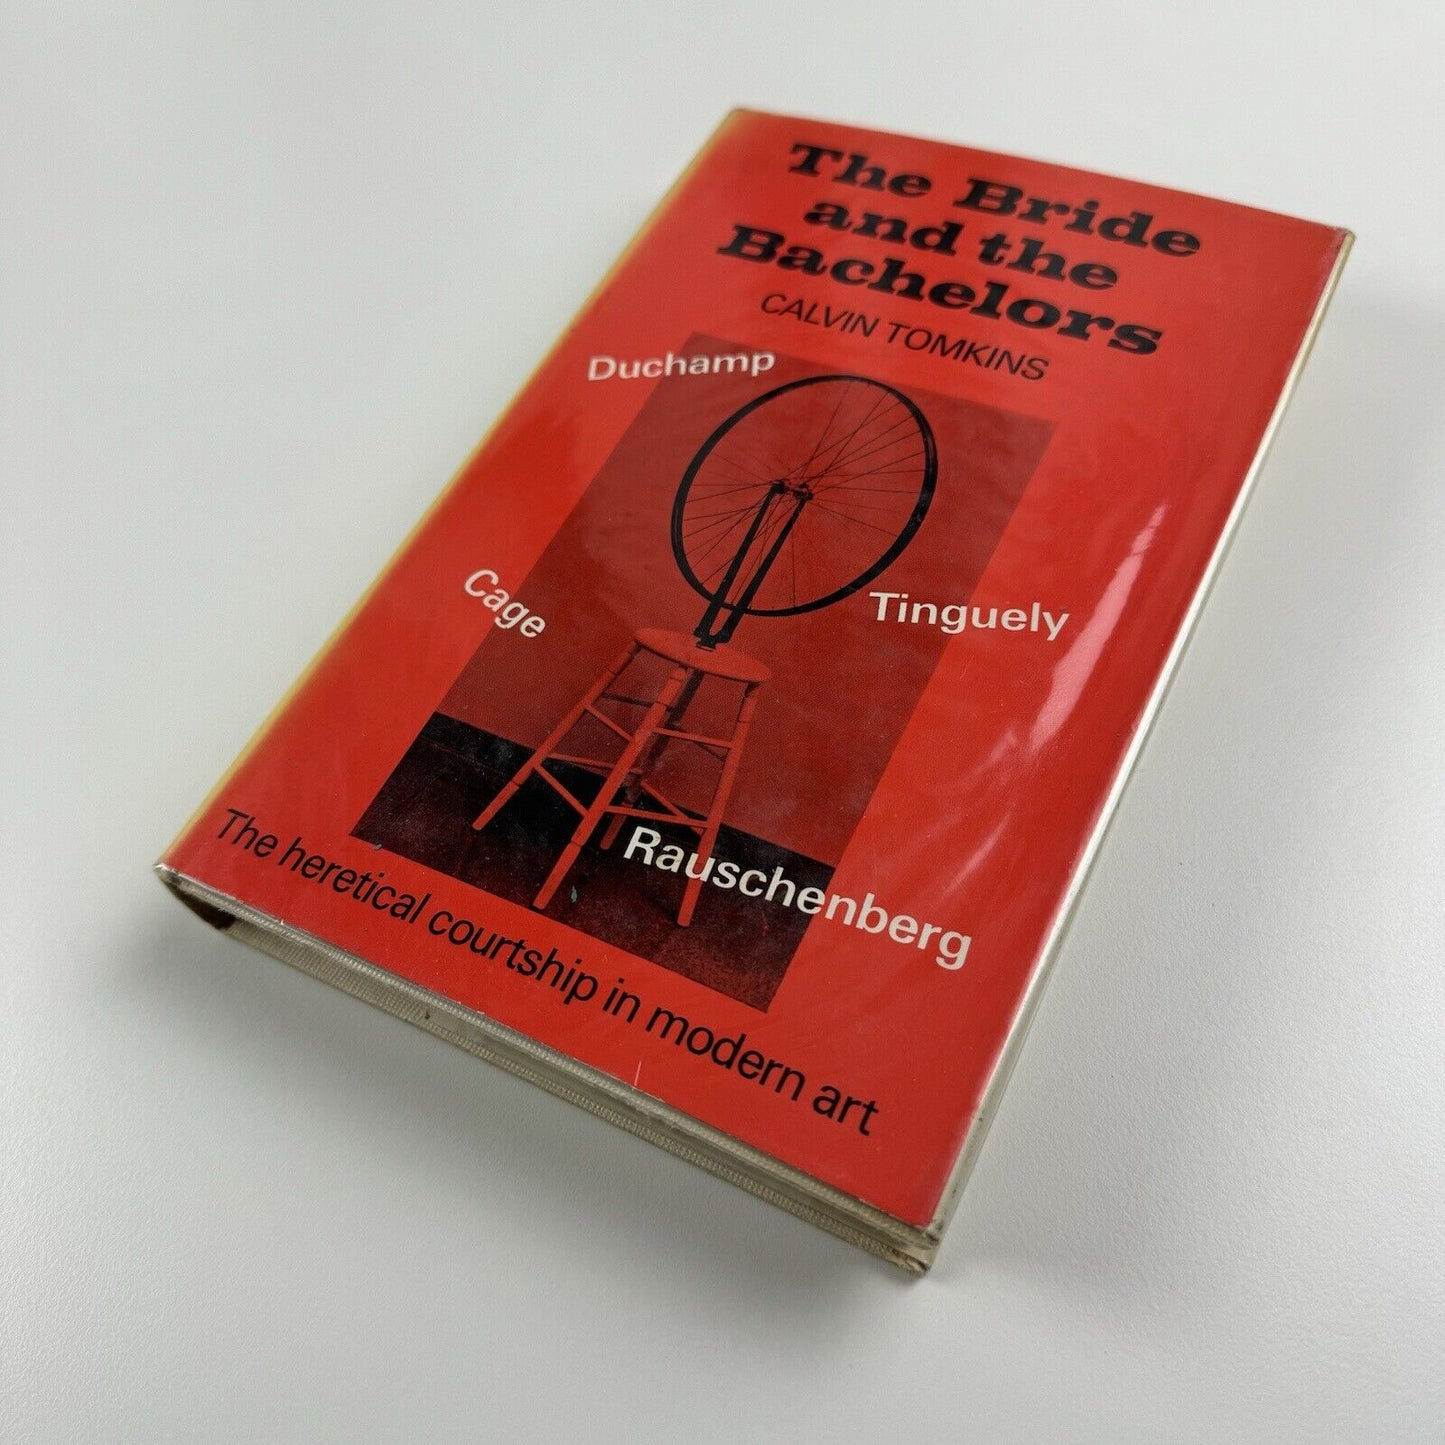 The Bride
and the
Bachelors
CALVIN TOMKINS
Duchamp
Cage
Tinguely
Rauschenberg
The heretical courtship in modern art